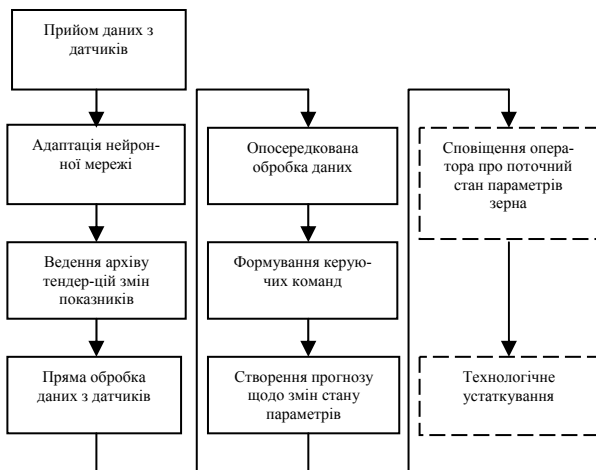 Прийом даних з
датчиків
Адаптація нейрон-
ної мережі
Ведення архіву
тендер-цій змін
показників
Пряма обробка
даних з датчиків
Опосередкована
обробка даних
Формування керую-
чих команд
Створення прогнозу
щодо змін стану
параметрів
Сповіщення опера-
тора про поточний
стан параметрів
зерна
Технологічне
устаткування